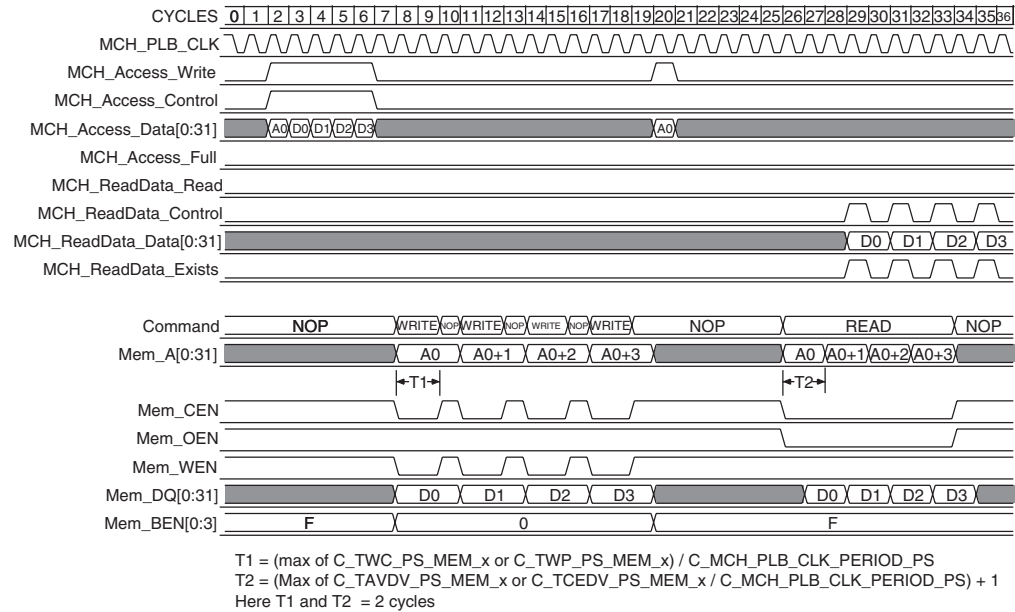 CYCLES 0 1 2 3 4 5 6 7 8 9 10 11 12 13 14 15 16 17 18 19 20 21 22 23 24 25 26 27 28 29 30 31 32 33 34 35 36
MCH_PLB_CLK
MCH_Access_Write
MCH_Access_Control
MCH_Access_Data[0:31] A0 D0 D1 D2 D3 A0
MCH_Access_Full
MCH_ReadData_Read
MCH_ReadData_Control
MCH_ReadData_Data[0:31] D0 D1 D2 D3
MCH_ReadData_Exists
Command NOP WRITE NOP WRITE NOP WRITE NOP WRITE NOP READ NOP
Mem_A[0:31] A0 A0+1 A0+2 A0+3 A0 A0+1 A0+2 A0+3
T1 T2
Mem_CEN
Mem_OEN
Mem_WEN
Mem_DQ[0:31] D0 D1 D2 D3 D0 D1 D2 D3
Mem_BEN[0:3] F 0 F
T1 = (max of C_TWC_PS_MEM_x or C_TWP_PS_MEM_x) / C_MCH_PLB_CLK_PERIOD_PS
T2 = (Max of C_TAVDV_PS_MEM_x or C_TCEDV_PS_MEM_x / C_MCH_PLB_CLK_PERIOD_PS) + 1
Here T1 and T2 = 2 cycles